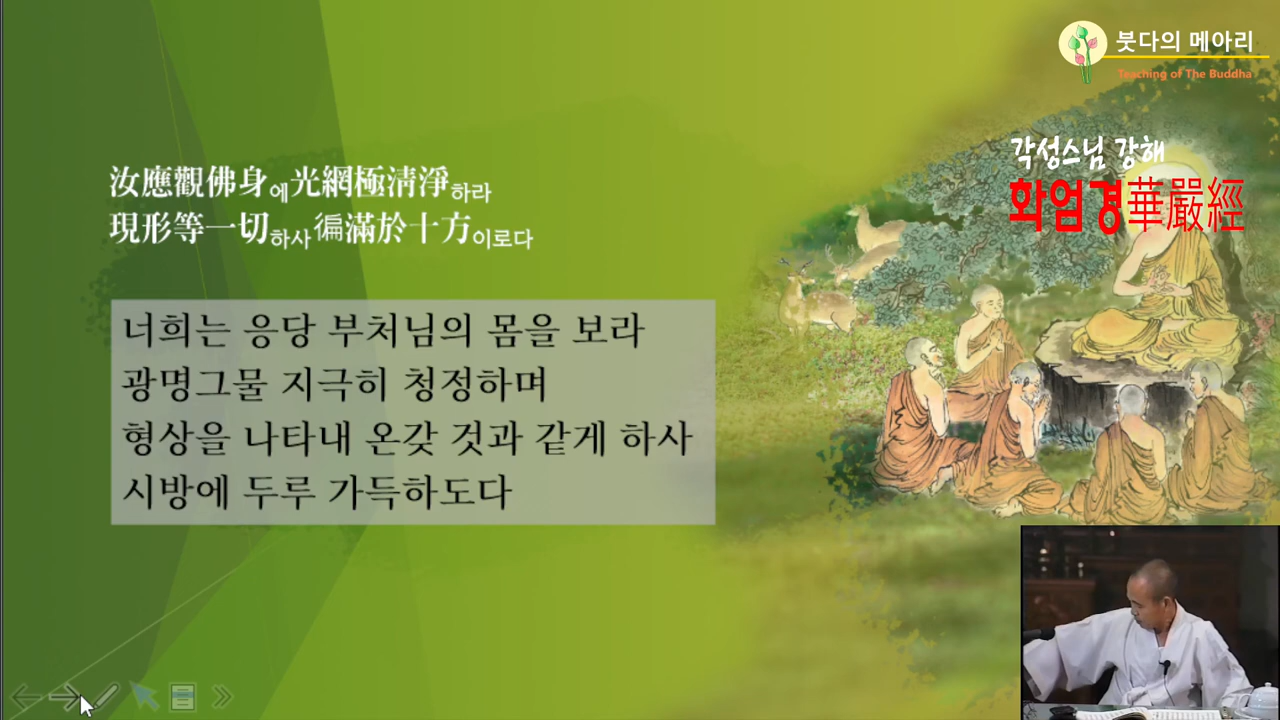 붓다의 메아리
Teaching of The Buddha
각성스님 강해
화엄경華嚴經
汝應觀佛身에光網極淸淨하라
現形等一切하사徧滿於十方이로다
너희는 응당 부처님의 몸을 보라
광명그물 지극히 청정하며
형상을 나타내 온갖 것과 같게 하사
시방에 두루 가득하도다